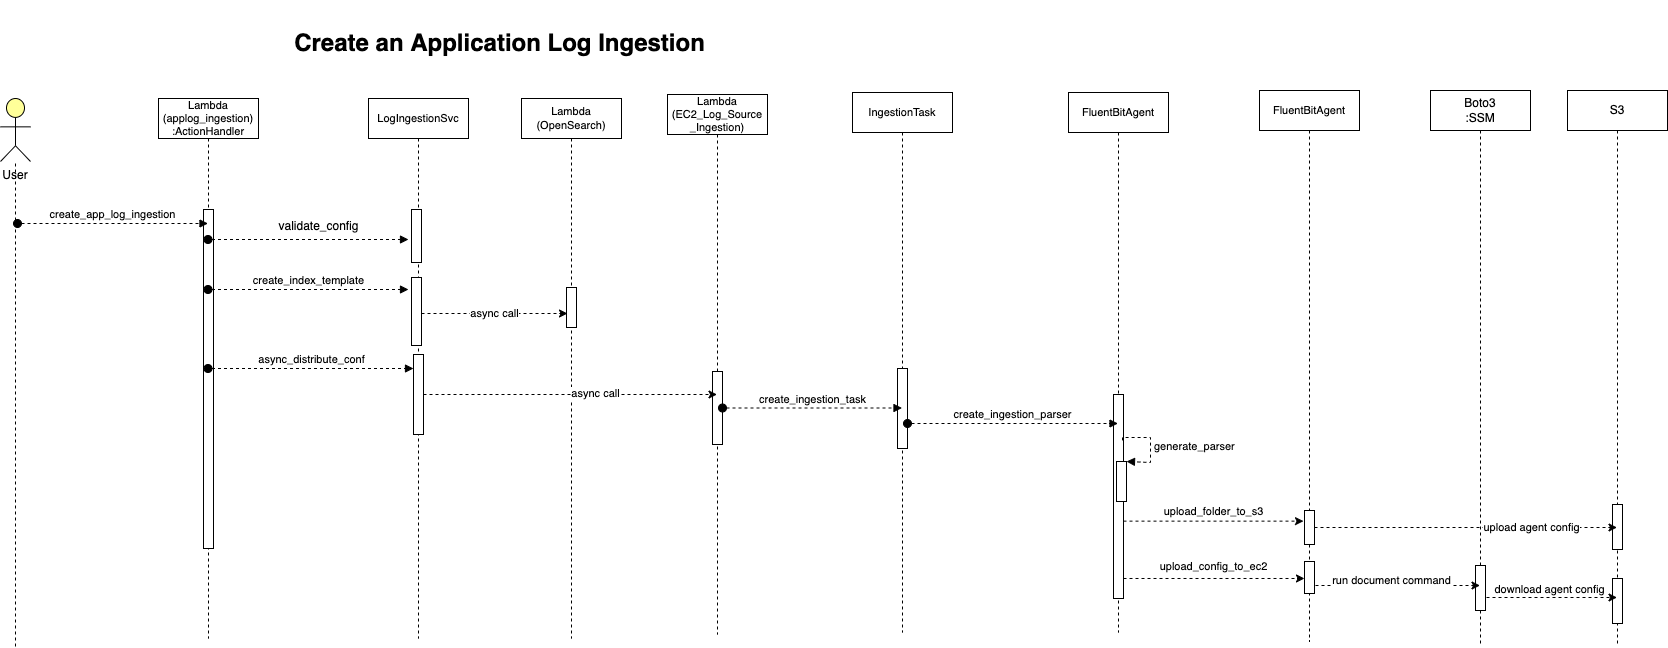 Create an Application Log Ingestion
User
Lambda
(applog_ingestion)
:ActionHandler
LogIngestionSvc
Lambda
(OpenSearch)
Lambda
(EC2_Log_Source
_Ingestion)
IngestionTask
FluentBitAgent
FluentBitAgent
Boto3
:SSM
S3
create_app_log_ingestion
validate_config
create_index_template
async call
async_distribute_conf
async call
create_ingestion_task
create_ingestion_parser
generate_parser
upload_folder_to_s3
upload agent config
upload_config_to_ec2
run document command
download agent config